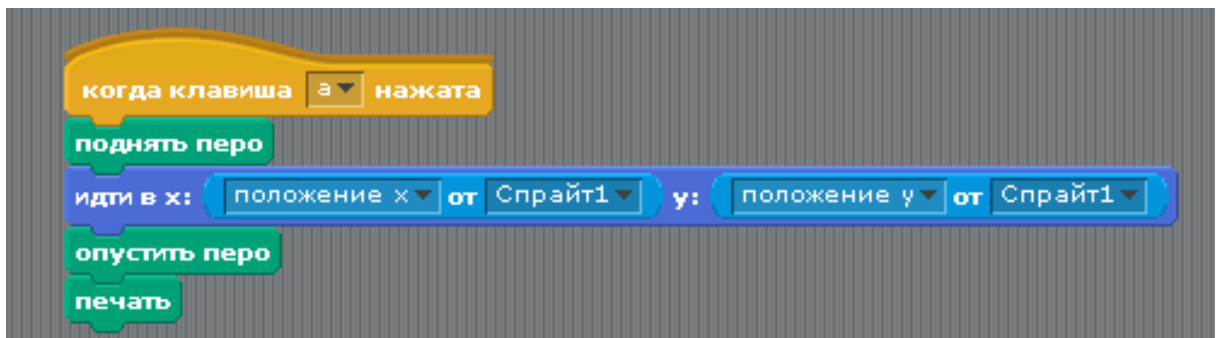 когда клавиша a нажата
поднять перо
идти в x: положение x от Спрайт1 y: положение y от Спрайт1
опустить перо
печать